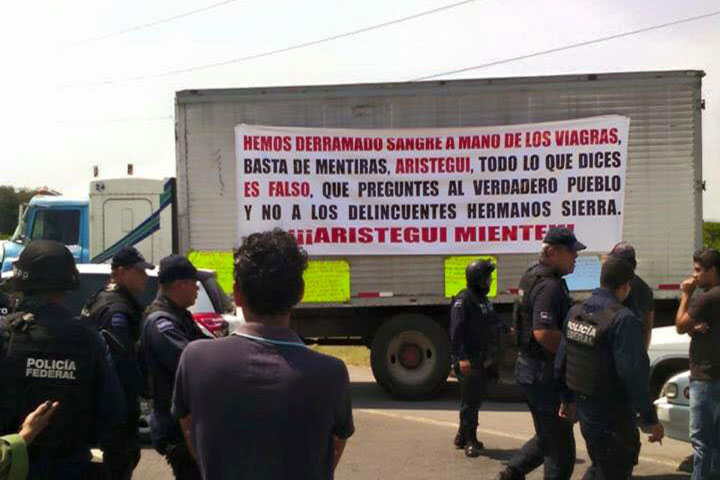 HEMOS DERRAMADO SANGRE A MANO DE LOS VIAGRAS,
BASTA DE MENTIRAS, ARISTEGUI, TODO LO QUE DICES
ES FALSO, QUE PREGUNTES AL VERDADERO PUEBLO
Y NO A LOS DELINCUENTES HERMANOS SIERRA.
¡¡¡ARISTEGUI MIENTE!!!
POLICÍA
FEDERAL
POLICÍA
FEDERAL